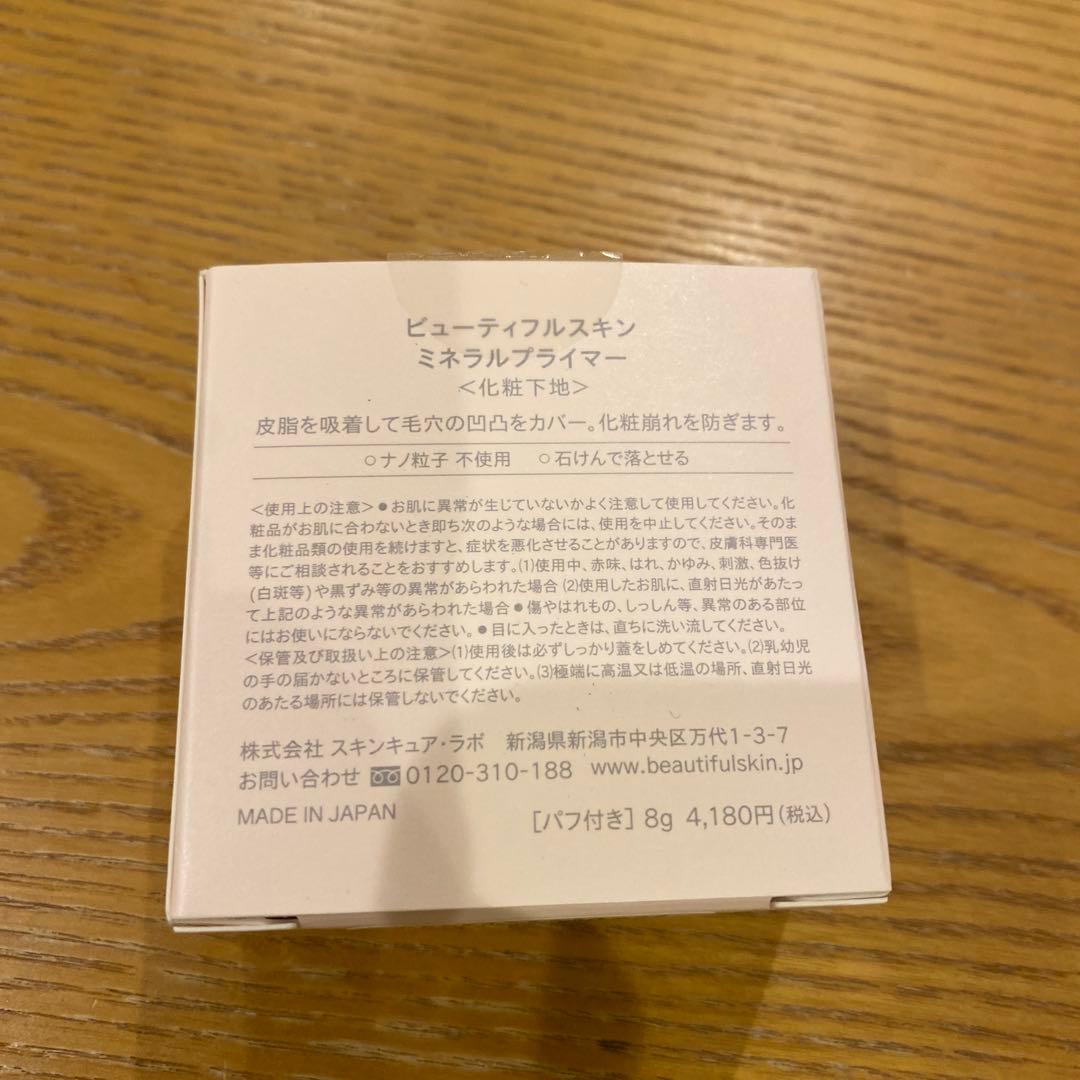 ビューティフルスキン
ミネラルプライマー
＜化粧下地＞
皮脂を吸着して毛穴の凹凸をカバー。化粧崩れを防ぎます。
○ナノ粒子 不使用　○石けんで落とせる
＜使用上の注意＞●お肌に異常が生じていないかよく注意して使用してください。化
粧品がお肌に合わないとき即ち次のような場合には、使用を中止してください。そのま
ま化粧品類の使用を続けますと、症状を悪化させることがありますので、皮膚科専門医
等にご相談されることをおすすめします。(1)使用中、赤味、はれ、かゆみ、刺激、色抜け
(白斑等)や黒ずみ等の異常があらわれた場合(2)使用したお肌に、直射日光があたっ
て上記のような異常があらわれた場合●傷やはれもの、しっしん等、異常のある部位
にはお使いにならないでください。●目に入ったときは、直ちに洗い流してください。
＜保管及び取扱い上の注意＞(1)使用後は必ずしっかり蓋をしめてください。(2)乳幼児
の手の届かないところに保管してください。(3)極端に高温又は低温の場所、直射日光
のあたる場所には保管しないでください。
株式会社 スキンキュア・ラボ　新潟県新潟市中央区万代1-3-7
お問い合わせ 0120-310-188 www.beautifulskin.jp
MADE IN JAPAN　[パフ付き] 8g 4,180円(税込)